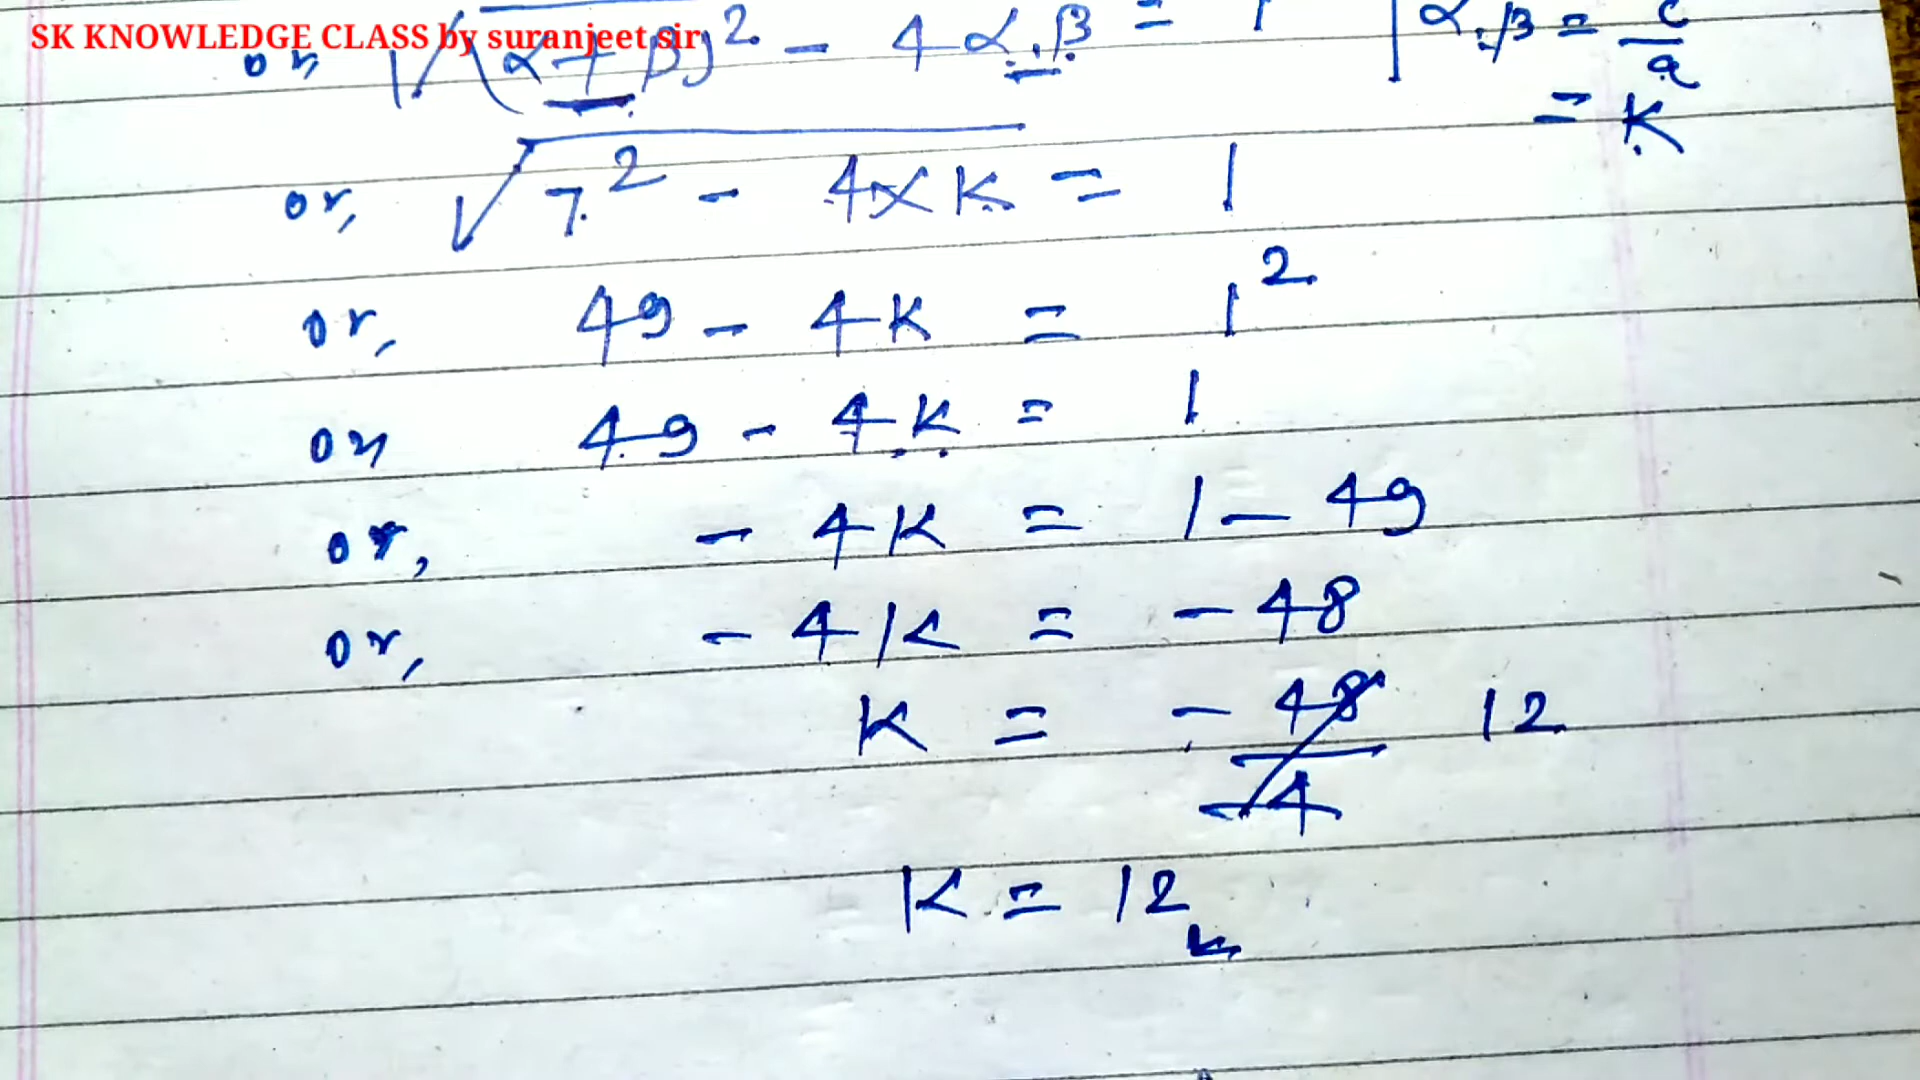 SK KNOWLEDGE CLASS by suranjeet sir
or √(α+β)² - 4α.β = 1
α.β = c/a
= K
or, √7² - 4×k = 1
or, 49 - 4K = 1²
or 49 - 4K = 1
or, - 4K = 1 - 49
or, - 4K = - 48
K = - 48/-4 12
K = 12